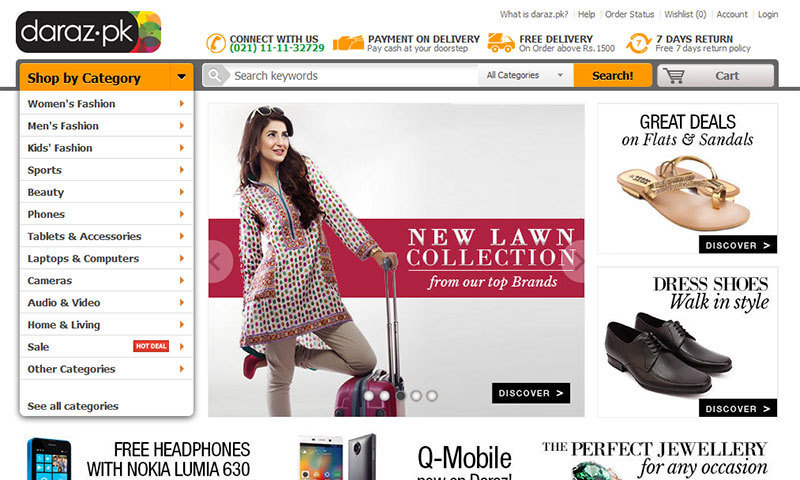 What is daraz.pk?
Help
Order Status
Wishlist (0)
Account
Login
daraz.pk
CONNECT WITH US
(021) 11-11-32729
PAYMENT ON DELIVERY
Pay cash at your doorstep
FREE DELIVERY
On Order above Rs.1500
7
7 DAYS RETURN
Free 7 days return policy
Shop by Category
Search keywords
All Categories
Search!
Cart
Women's Fashion
Men's Fashion
Kids' Fashion
Sports
Beauty
Phones
Tablets & Accessories
Laptops & Computers
Cameras
Audio & Video
Home & Living
Sale
HOT DEAL
Other Categories
See all categories
NEW LAWN
COLLECTION
from our top Brands
DISCOVER >
GREAT DEALS
on Flats & Sandals
DISCOVER >
DRESS SHOES
Walk in style
DISCOVER >
FREE HEADPHONES
WITH NOKIA LUMIA 630
Q-Mobile
now on Daraz!
THE PERFECT JEWELLERY
for any occasion